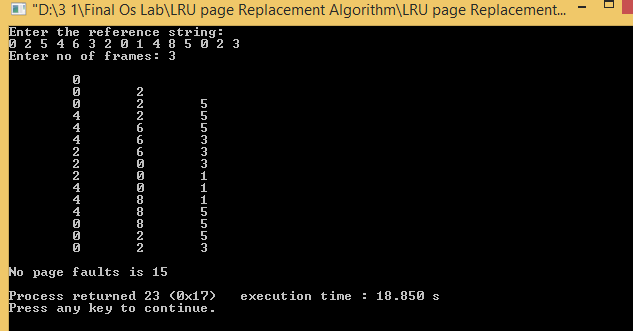 "D:\3 1\Final Os Lab\LRU page Replacement Algorithm\LRU page Replacement...
Enter the reference string:
0 2 5 4 6 3 2 0 1 4 8 5 0 2 3
Enter no of frames: 3
0
0 2
0 2 5
4 2 5
4 6 5
4 6 3
2 6 3
2 0 3
2 0 1
4 0 1
4 8 1
4 8 5
0 8 5
0 2 5
0 2 3
No page faults is 15
Process returned 23 (0x17) execution time : 18.850 s
Press any key to continue.